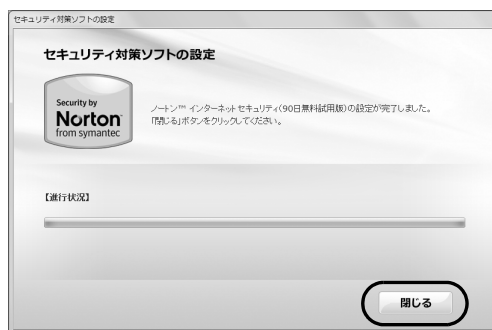 セキュリティ対策ソフトの設定
セキュリティ対策ソフトの設定
Security by
Norton
from symantec
ノートン™ インターネットセキュリティ(90日無料試用版)の設定が完了しました。
「閉じる」ボタンをクリックしてください。
【進行状況】
閉じる